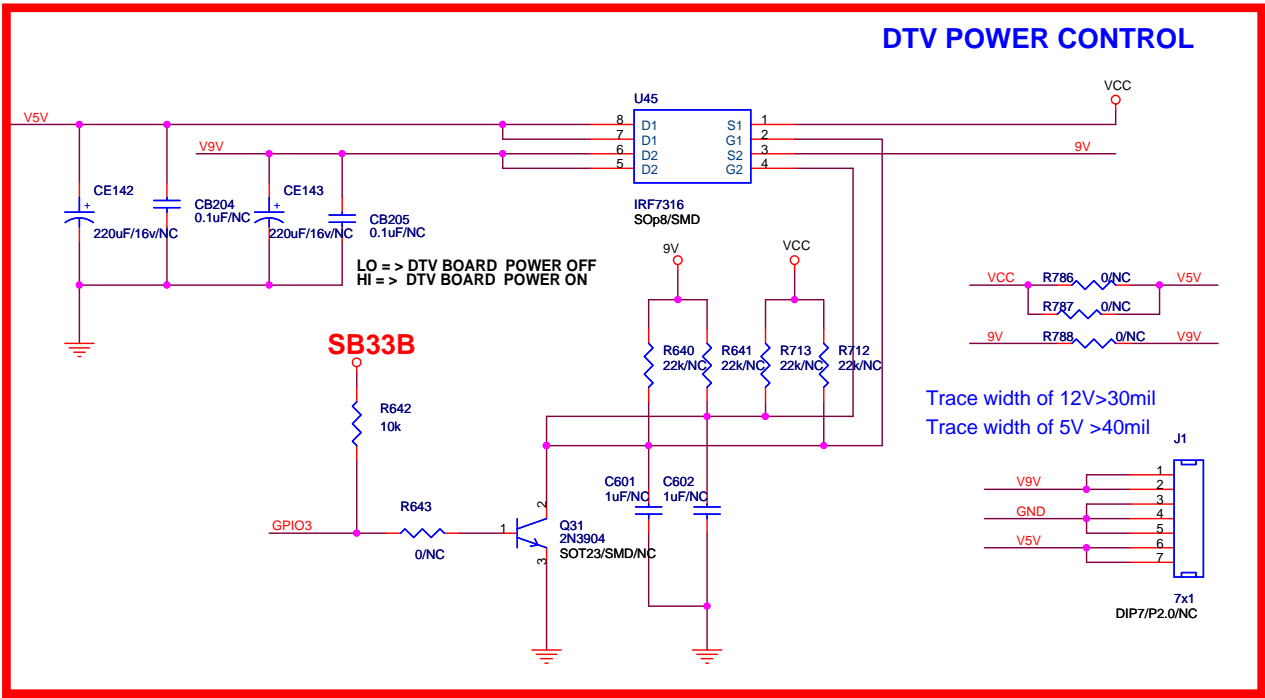 DTV POWER CONTROL
VCC
U45
V5V
8 D1 S1 1
7 D1 G1 2
V9V
6 D2 S2 3
9V
5 D2 G2 4
CE142
+
220uF/16v/NC
CB204
0.1uF/NC
CE143
+
220uF/16v/NC
CB205
0.1uF/NC
IRF7316
SOp8/SMD
LO = > DTV BOARD POWER OFF
HI = > DTV BOARD POWER ON
9V
VCC
VCC
R786
0/NC
V5V
R787
0/NC
9V
R788
0/NC
V9V
SB33B
R640
22k/NC
R641
22k/NC
R713
22k/NC
R712
22k/NC
R642
10k
Trace width of 12V>30mil
Trace width of 5V >40mil
J1
C601
1uF/NC
C602
1uF/NC
V9V
GND
V5V
1
2
3
4
5
6
7
7x1
DIP7/P2.0/NC
GPIO3
R643
0/NC
1
2
3
Q31
2N3904
SOT23/SMD/NC